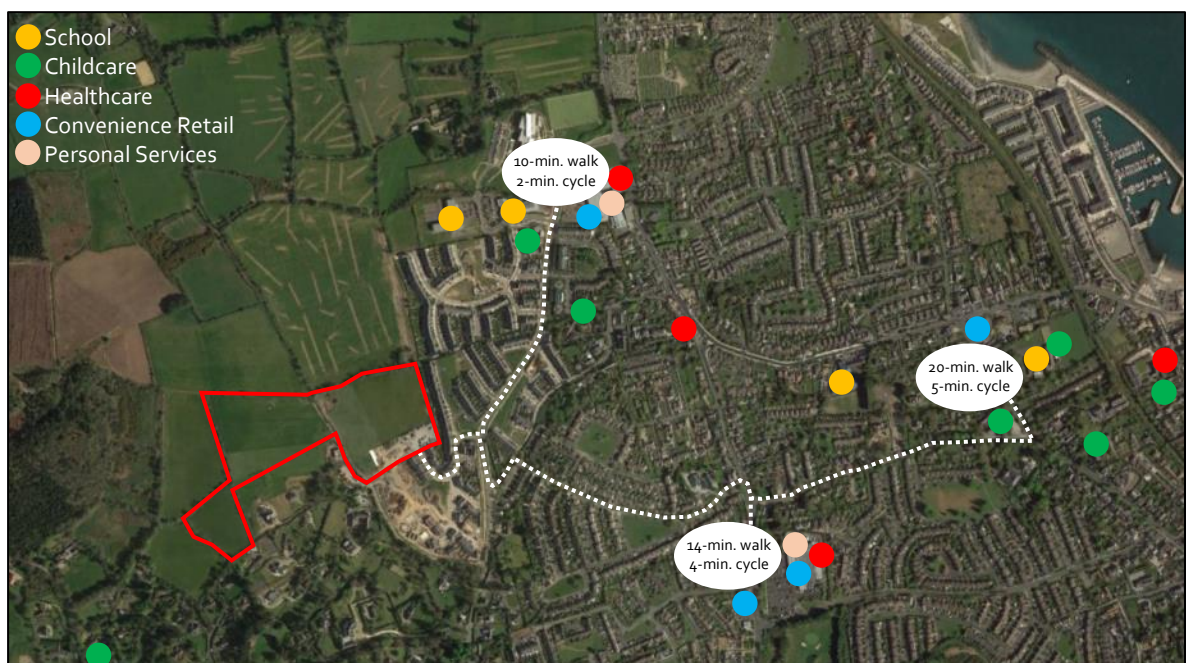 School
Childcare
Healthcare
Convenience Retail
Personal Services
10-min. walk
2-min. cycle
20-min. walk
5-min. cycle
14-min. walk
4-min. cycle